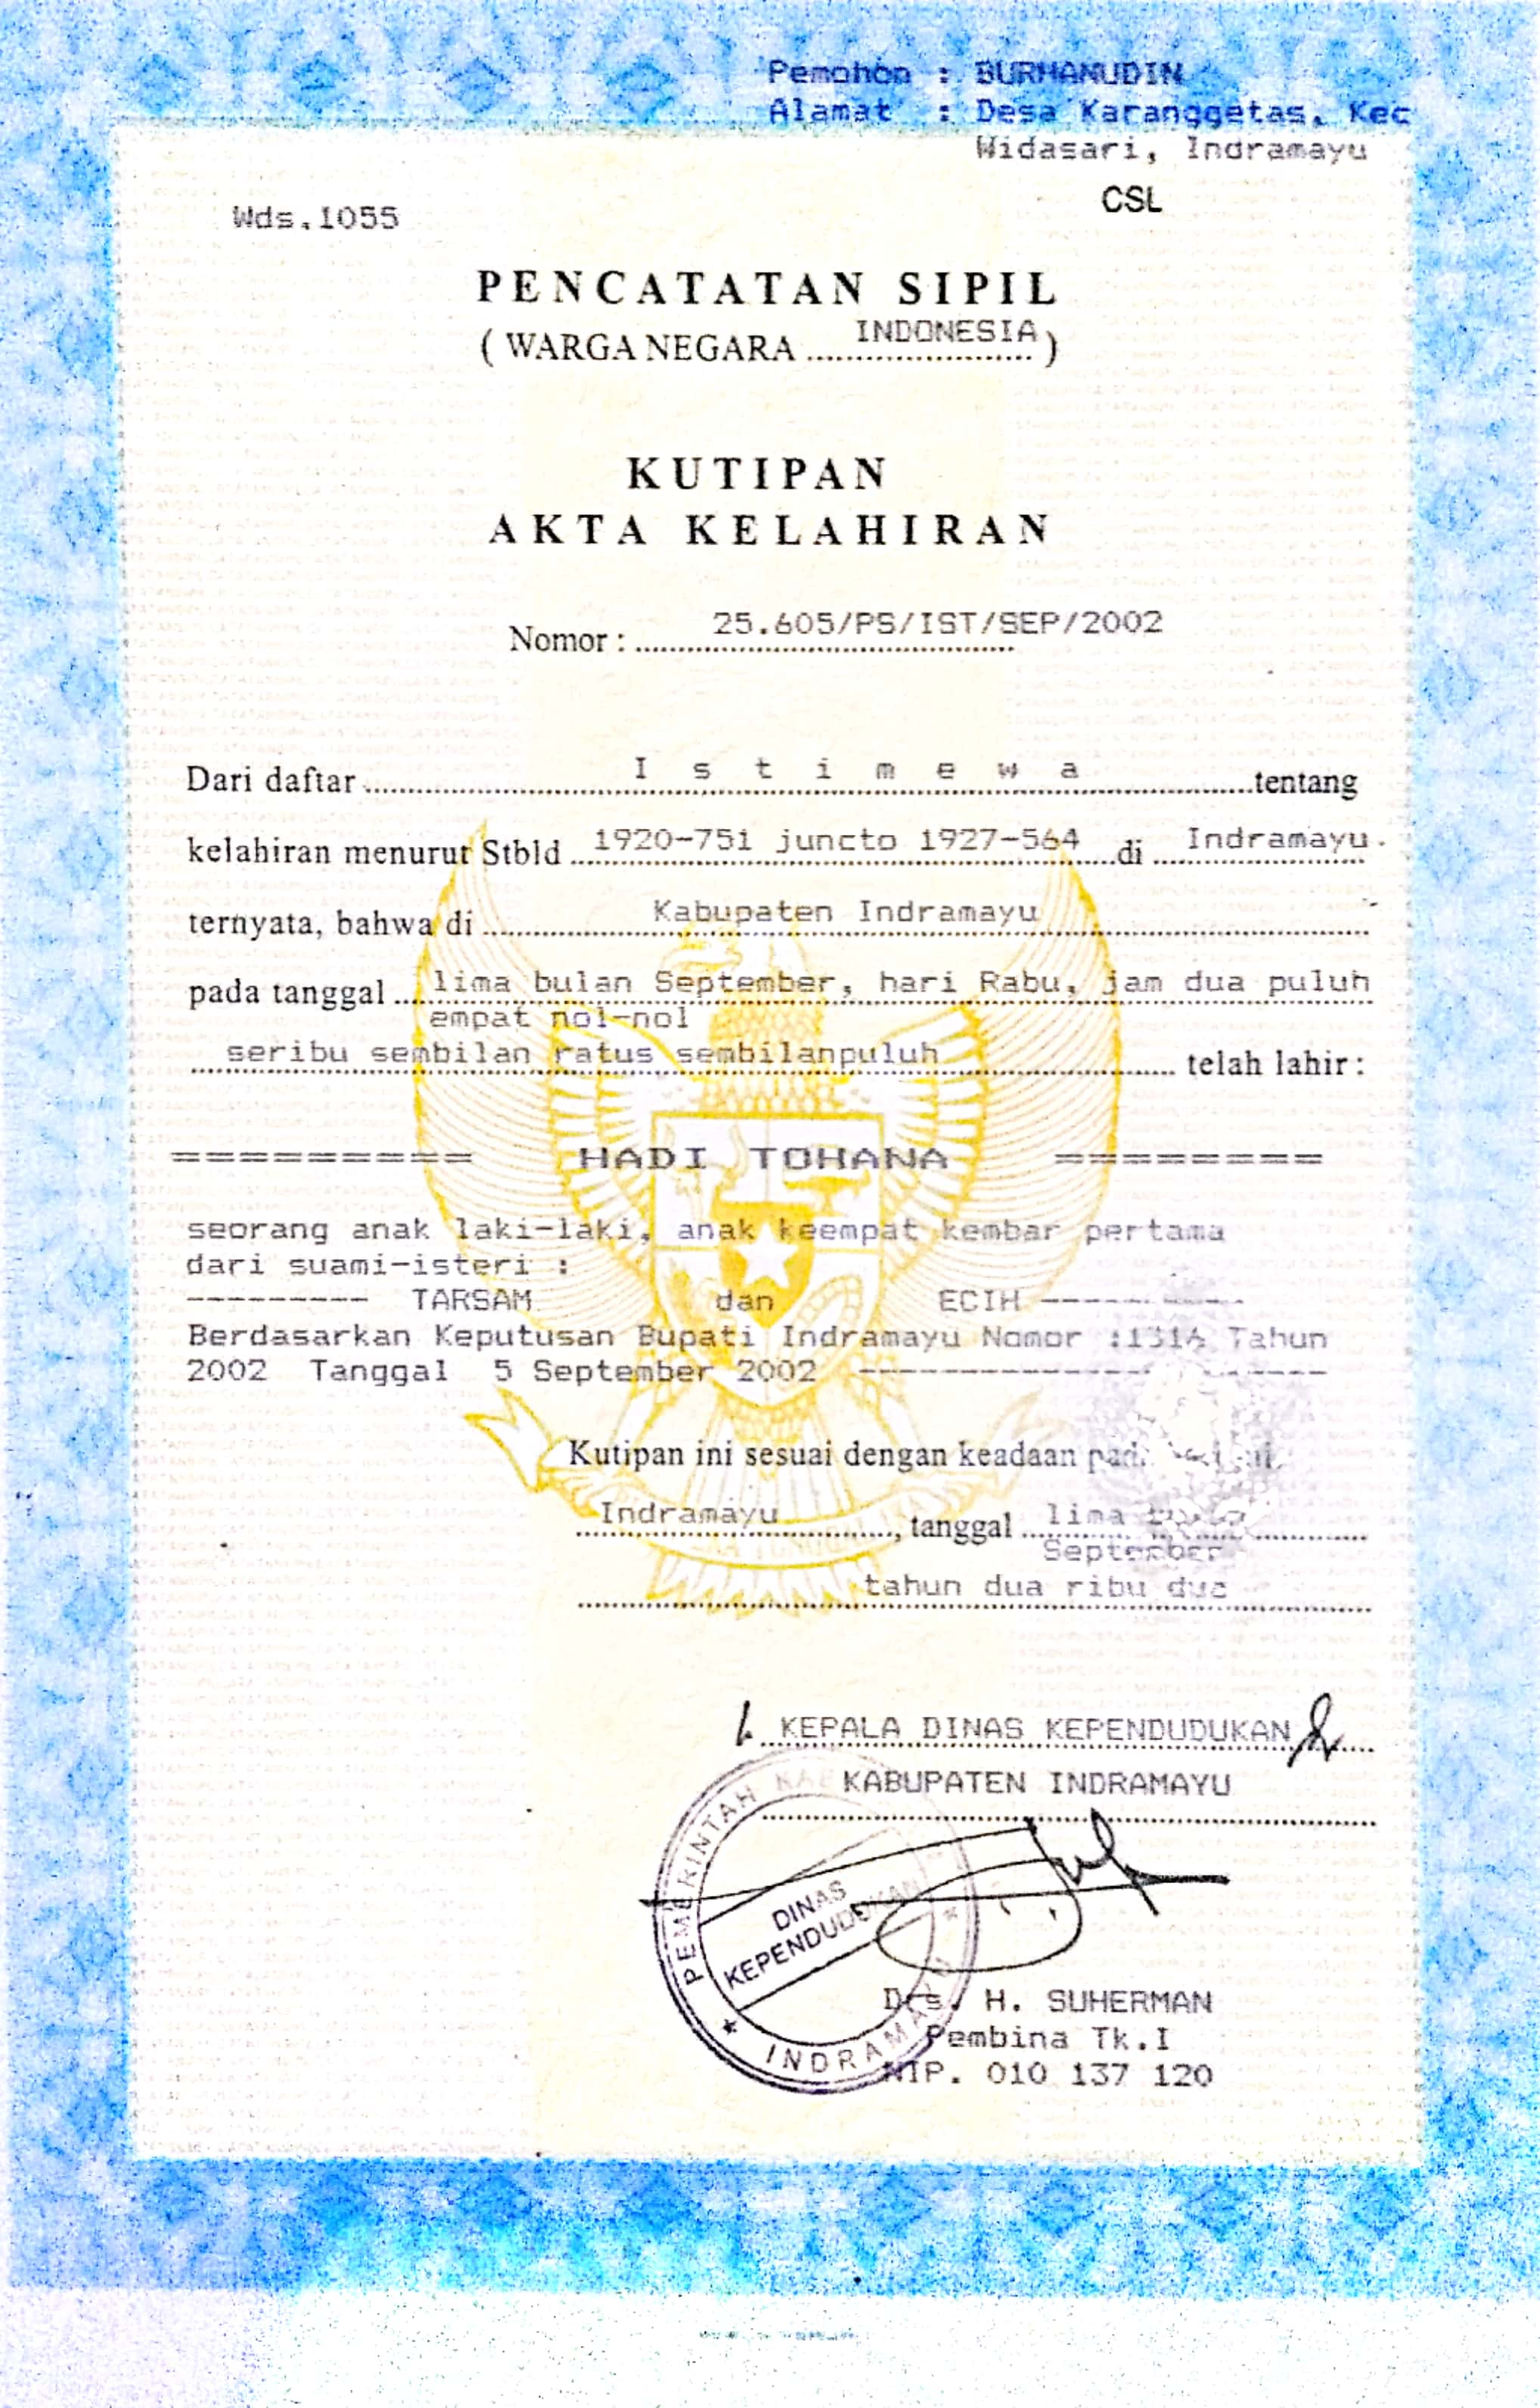 Pemohon : BURHANUDIN
Alamat : Desa Karanggetas, Kec
Widasari, Indramayu
CSL
Wds.1055
PENCATATAN SIPIL
( WARGA NEGARA INDONESIA )
KUTIPAN
AKTA KELAHIRAN
Nomor : 25.605/PS/IST/SEP/2002
Dari daftar I s t i m e w a tentang
kelahiran menurut Stbld 1920-751 juncto 1927-564 di Indramayu.
ternyata, bahwa di Kabupaten Indramayu
pada tanggal lima bulan September, hari Rabu, jam dua puluh
empat nol-nol
seribu sembilan ratus sembilanpuluh telah lahir :
========= HADI TOHANA ========
seorang anak laki-laki, anak keempat kembar pertama
dari suami-isteri :
--------- TARSAM dan ECIH ----------
Berdasarkan Keputusan Bupati Indramayu Nomor : Tahun
2002 Tanggal 5 September 2002 -----------------------
Kutipan ini sesuai dengan keadaan
Indramayu, tanggal lima
September
tahun dua ribu dua
KEPALA DINAS KEPENDUDUKAN
KABUPATEN INDRAMAYU
PEMERINTAH KAB
DINAS
KEPENDUDUKAN
INDRAMAYU
Drs. H. SUHERMAN
Pembina Tk.I
NIP. 010 137 120